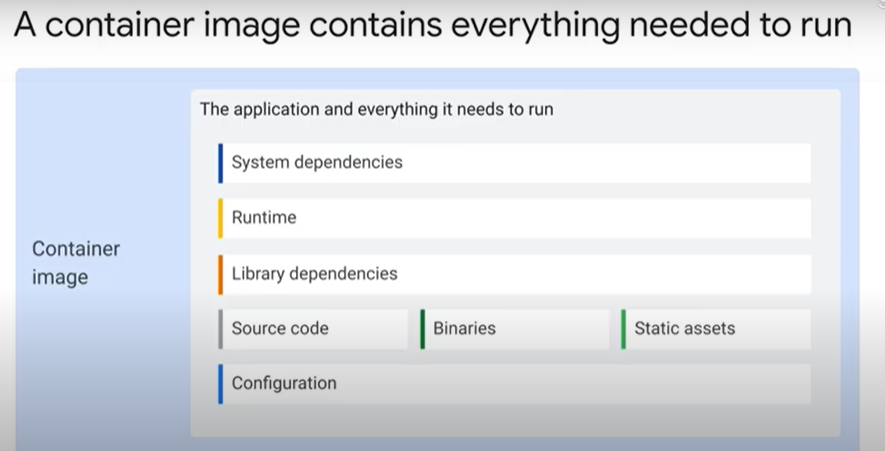 A container image contains everything needed to run
The application and everything it needs to run
System dependencies
Runtime
Container
image
Library dependencies
Source code
Binaries
Static assets
Configuration